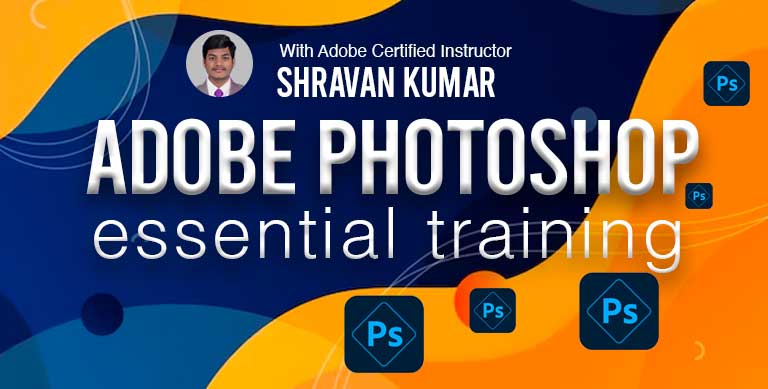 With Adobe Certified Instructor
SHRAVAN KUMAR
ADOBE PHOTOSHOP
essential training
Ps
Ps
Ps
Ps
Ps